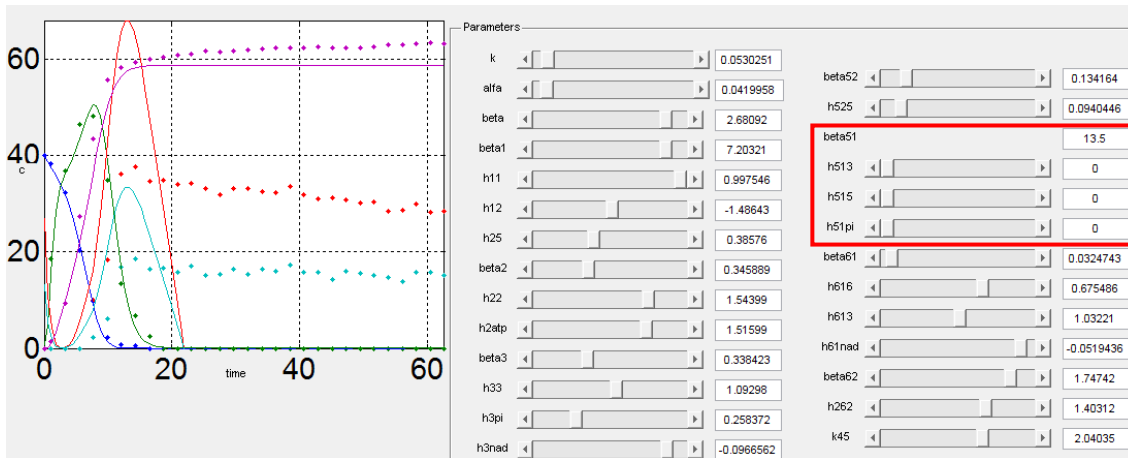 60
40
c
20
0
0
20
time
40
60
Parameters
k
0.0530251
alfa
0.0419958
beta
2.68092
beta1
7.20321
h11
0.997546
h12
-1.48643
h25
0.38576
beta2
0.345889
h22
1.54399
h2atp
1.51599
beta3
0.338423
h33
1.09298
h3pi
0.258372
h3nad
-0.0966562
beta52
0.134164
h525
0.0940446
beta51
13.5
h513
0
h515
0
h51pi
0
beta61
0.0324743
h616
0.675486
h613
1.03221
h61nad
-0.0519436
beta62
1.74742
h262
1.40312
k45
2.04035